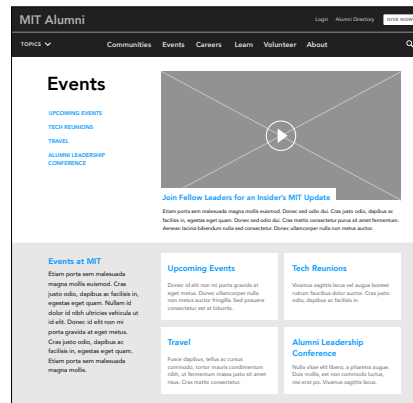 MIT Alumni
Login Alumni Directory GIVE NOW
TOPICS Communities Events Careers Learn Volunteer About
Events
UPCOMING EVENTS
TECH REUNIONS
TRAVEL
ALUMNI LEADERSHIP
CONFERENCE
Join Fellow Leaders for an Insider's MIT Update
Etiam porta sem malesuada magna mollis euismod. Donec sed odio dui. Cras justo odio, dapibus ac
facilisis in, egestas eget quam. Donec sed odio dui. Cras mattis consectetur purus sit amet fermentum.
Aenean lacinia bibendum nulla sed consectetur. Donec ullamcorper nulla non metus auctor.
Events at MIT
Etiam porta sem malesuada
magna mollis euismod. Cras
justo odio, dapibus ac facilisis in,
egestas eget quam. Nullam id
dolor id nibh ultricies vehicula ut
id elit. Donec id elit non mi
porta gravida at eget metus.
Cras justo odio, dapibus ac
facilisis in, egestas eget quam.
Etiam porta sem malesuada
magna mollis.
Upcoming Events
Donec id elit non mi porta gravida at
eget metus. Donec ullamcorper nulla
non metus auctor fringilla. Sed posuere
consectetur est at lobortis.
Tech Reunions
Vivamus sagittis lacus vel augue laoreet
rutrum faucibus dolor auctor. Cras justo
odio, dapibus ac facilisis in.
Travel
Fusce dapibus, tellus ac cursus
commodo, tortor mauris condimentum
nibh, ut fermentum massa justo sit amet
risus. Cras mattis consectetur.
Alumni Leadership
Conference
Nulla vitae elit libero, a pharetra augue.
Duis mollis, est non commodo luctus,
nisi erat po. Vivamus sagittis lacus.